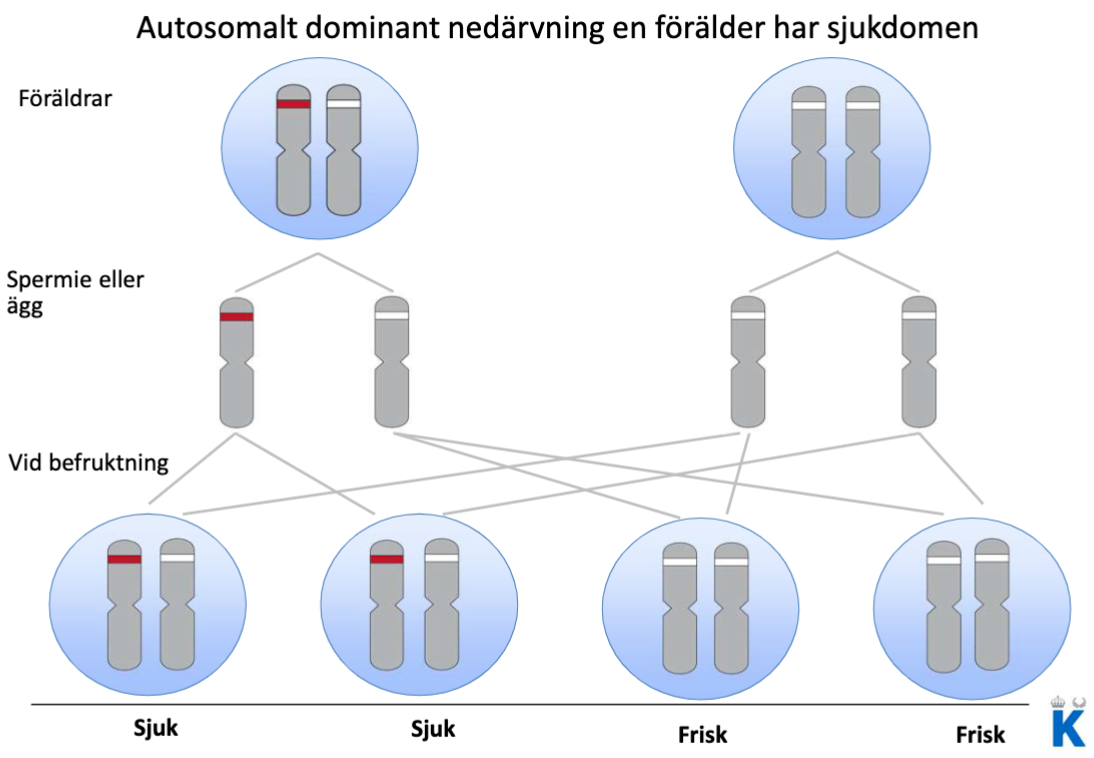 Autosomalt dominant nedärvning en förälder har sjukdomen
Föräldrar
Spermie eller
ägg
Vid befruktning
Sjuk
Sjuk
Frisk
Frisk
K